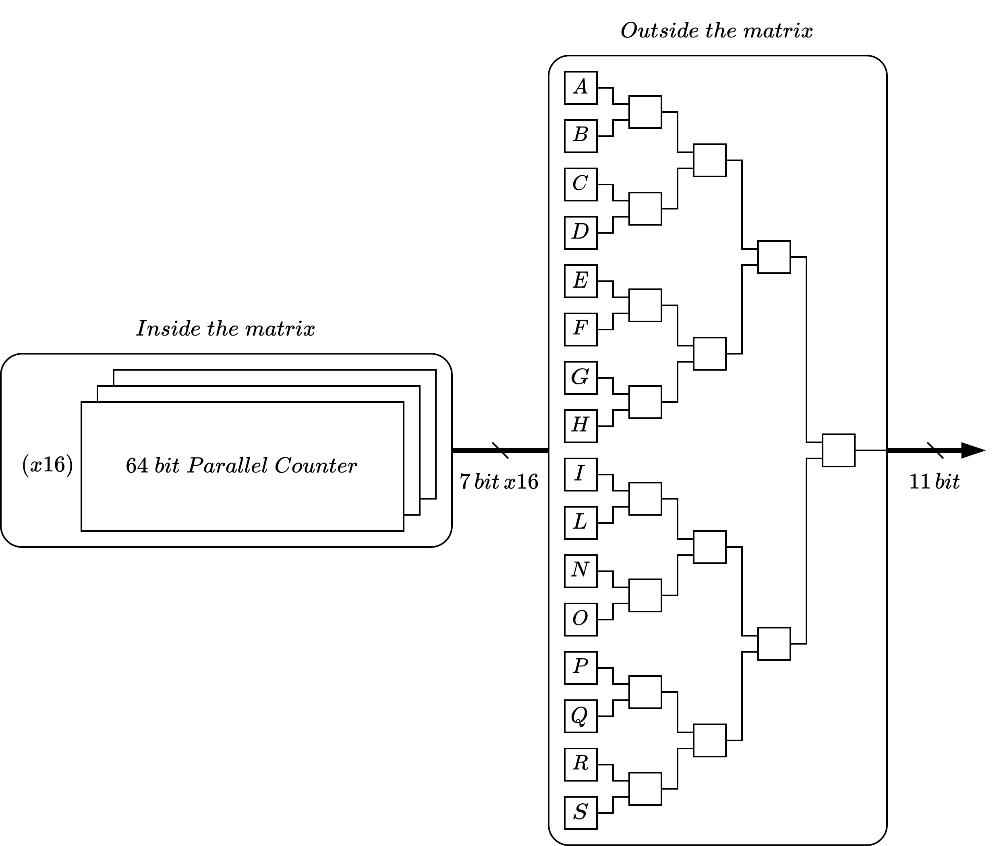 Outside the matrix
A
B
C
D
E
F
G
H
I
L
N
O
P
Q
R
S
Inside the matrix
(x16)
64 bit Parallel Counter
7 bit x16
11 bit